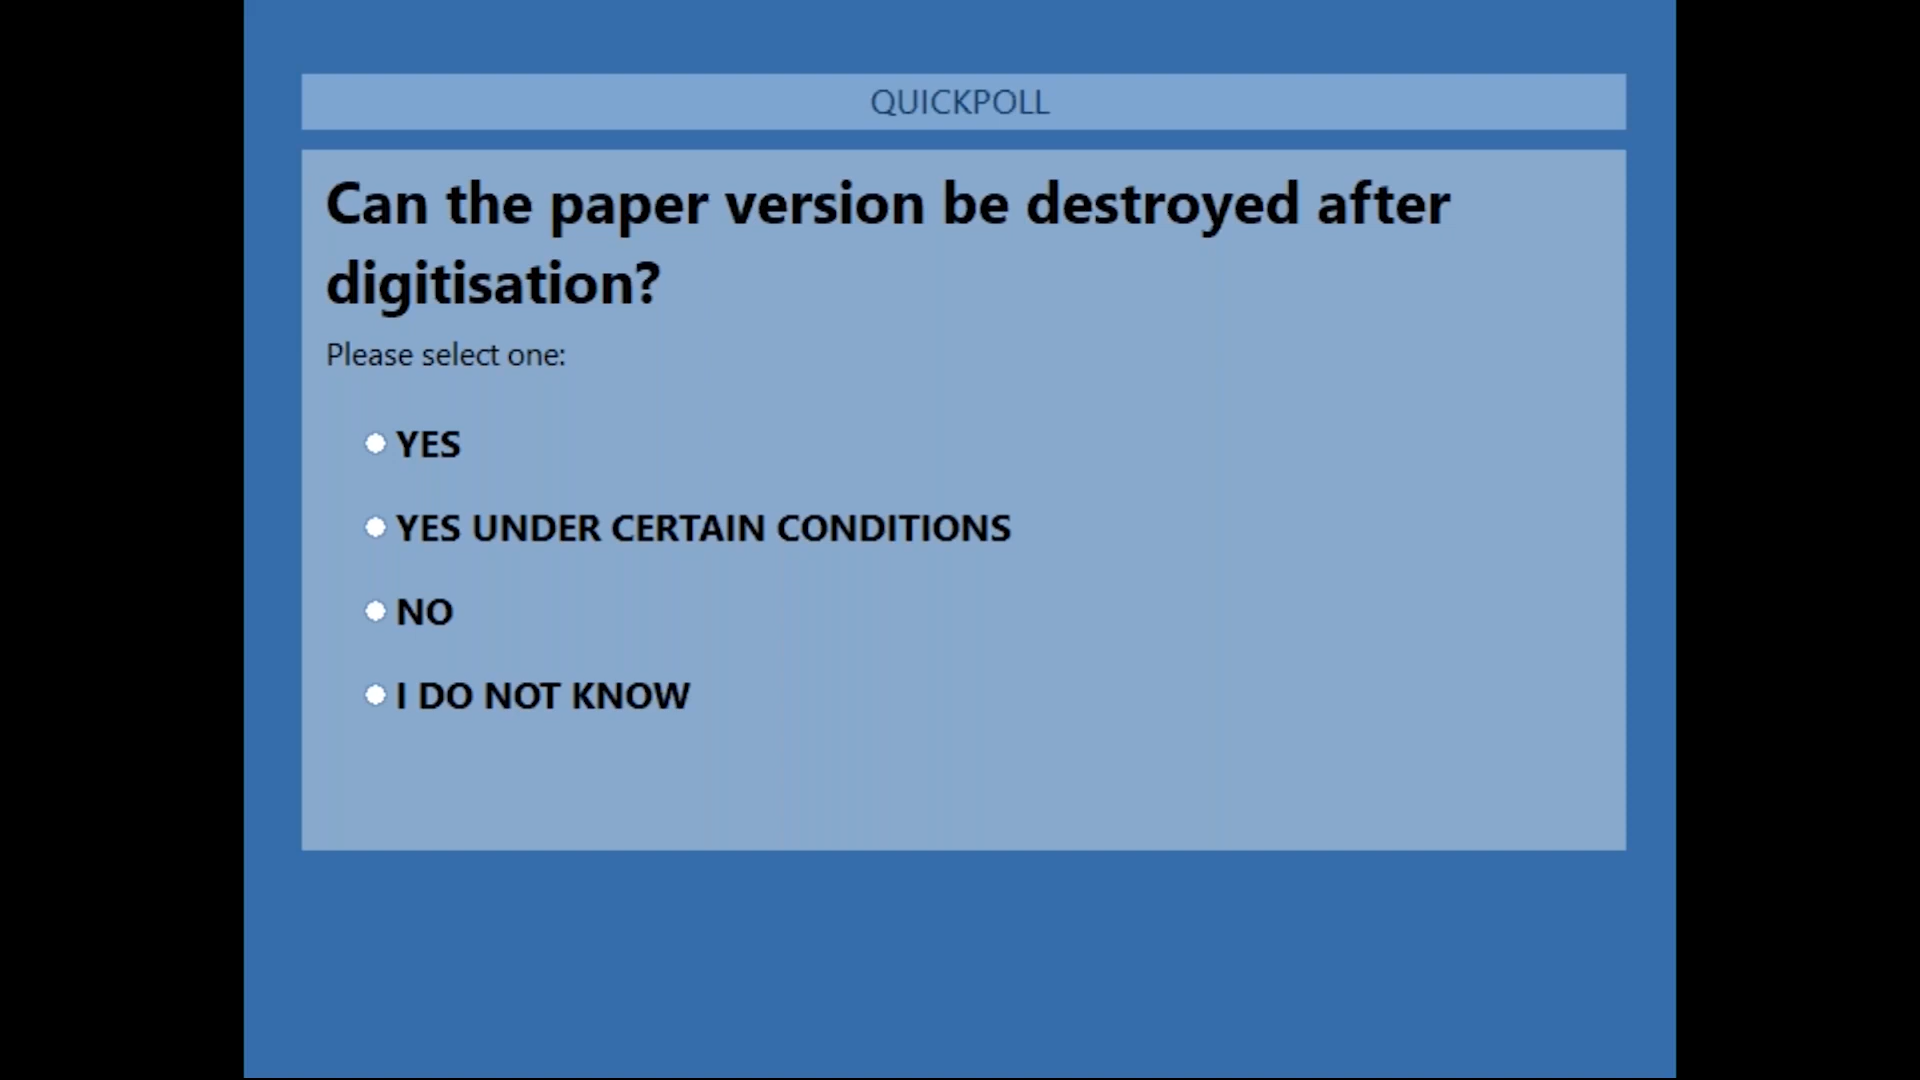 QUICKPOLL
Can the paper version be destroyed after
digitisation?
Please select one:
YES
YES UNDER CERTAIN CONDITIONS
NO
I DO NOT KNOW